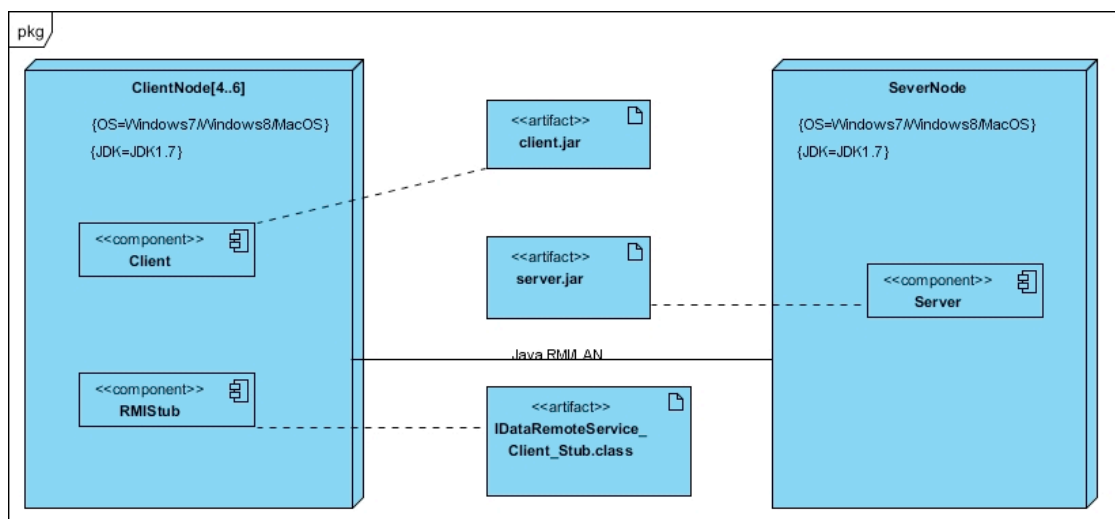 pkg
ClientNode[4..6]
{OS=Windows7/Windows8/MacOS}
{JDK=JDK1.7}
<<component>>
Client
<<component>>
RMIStub
<<artifact>>
client.jar
<<artifact>>
server.jar
Java RMI/LAN
<<artifact>>
IDataRemoteService_
Client_Stub.class
SeverNode
{OS=Windows7/Windows8/MacOS}
{JDK=JDK1.7}
<<component>>
Server